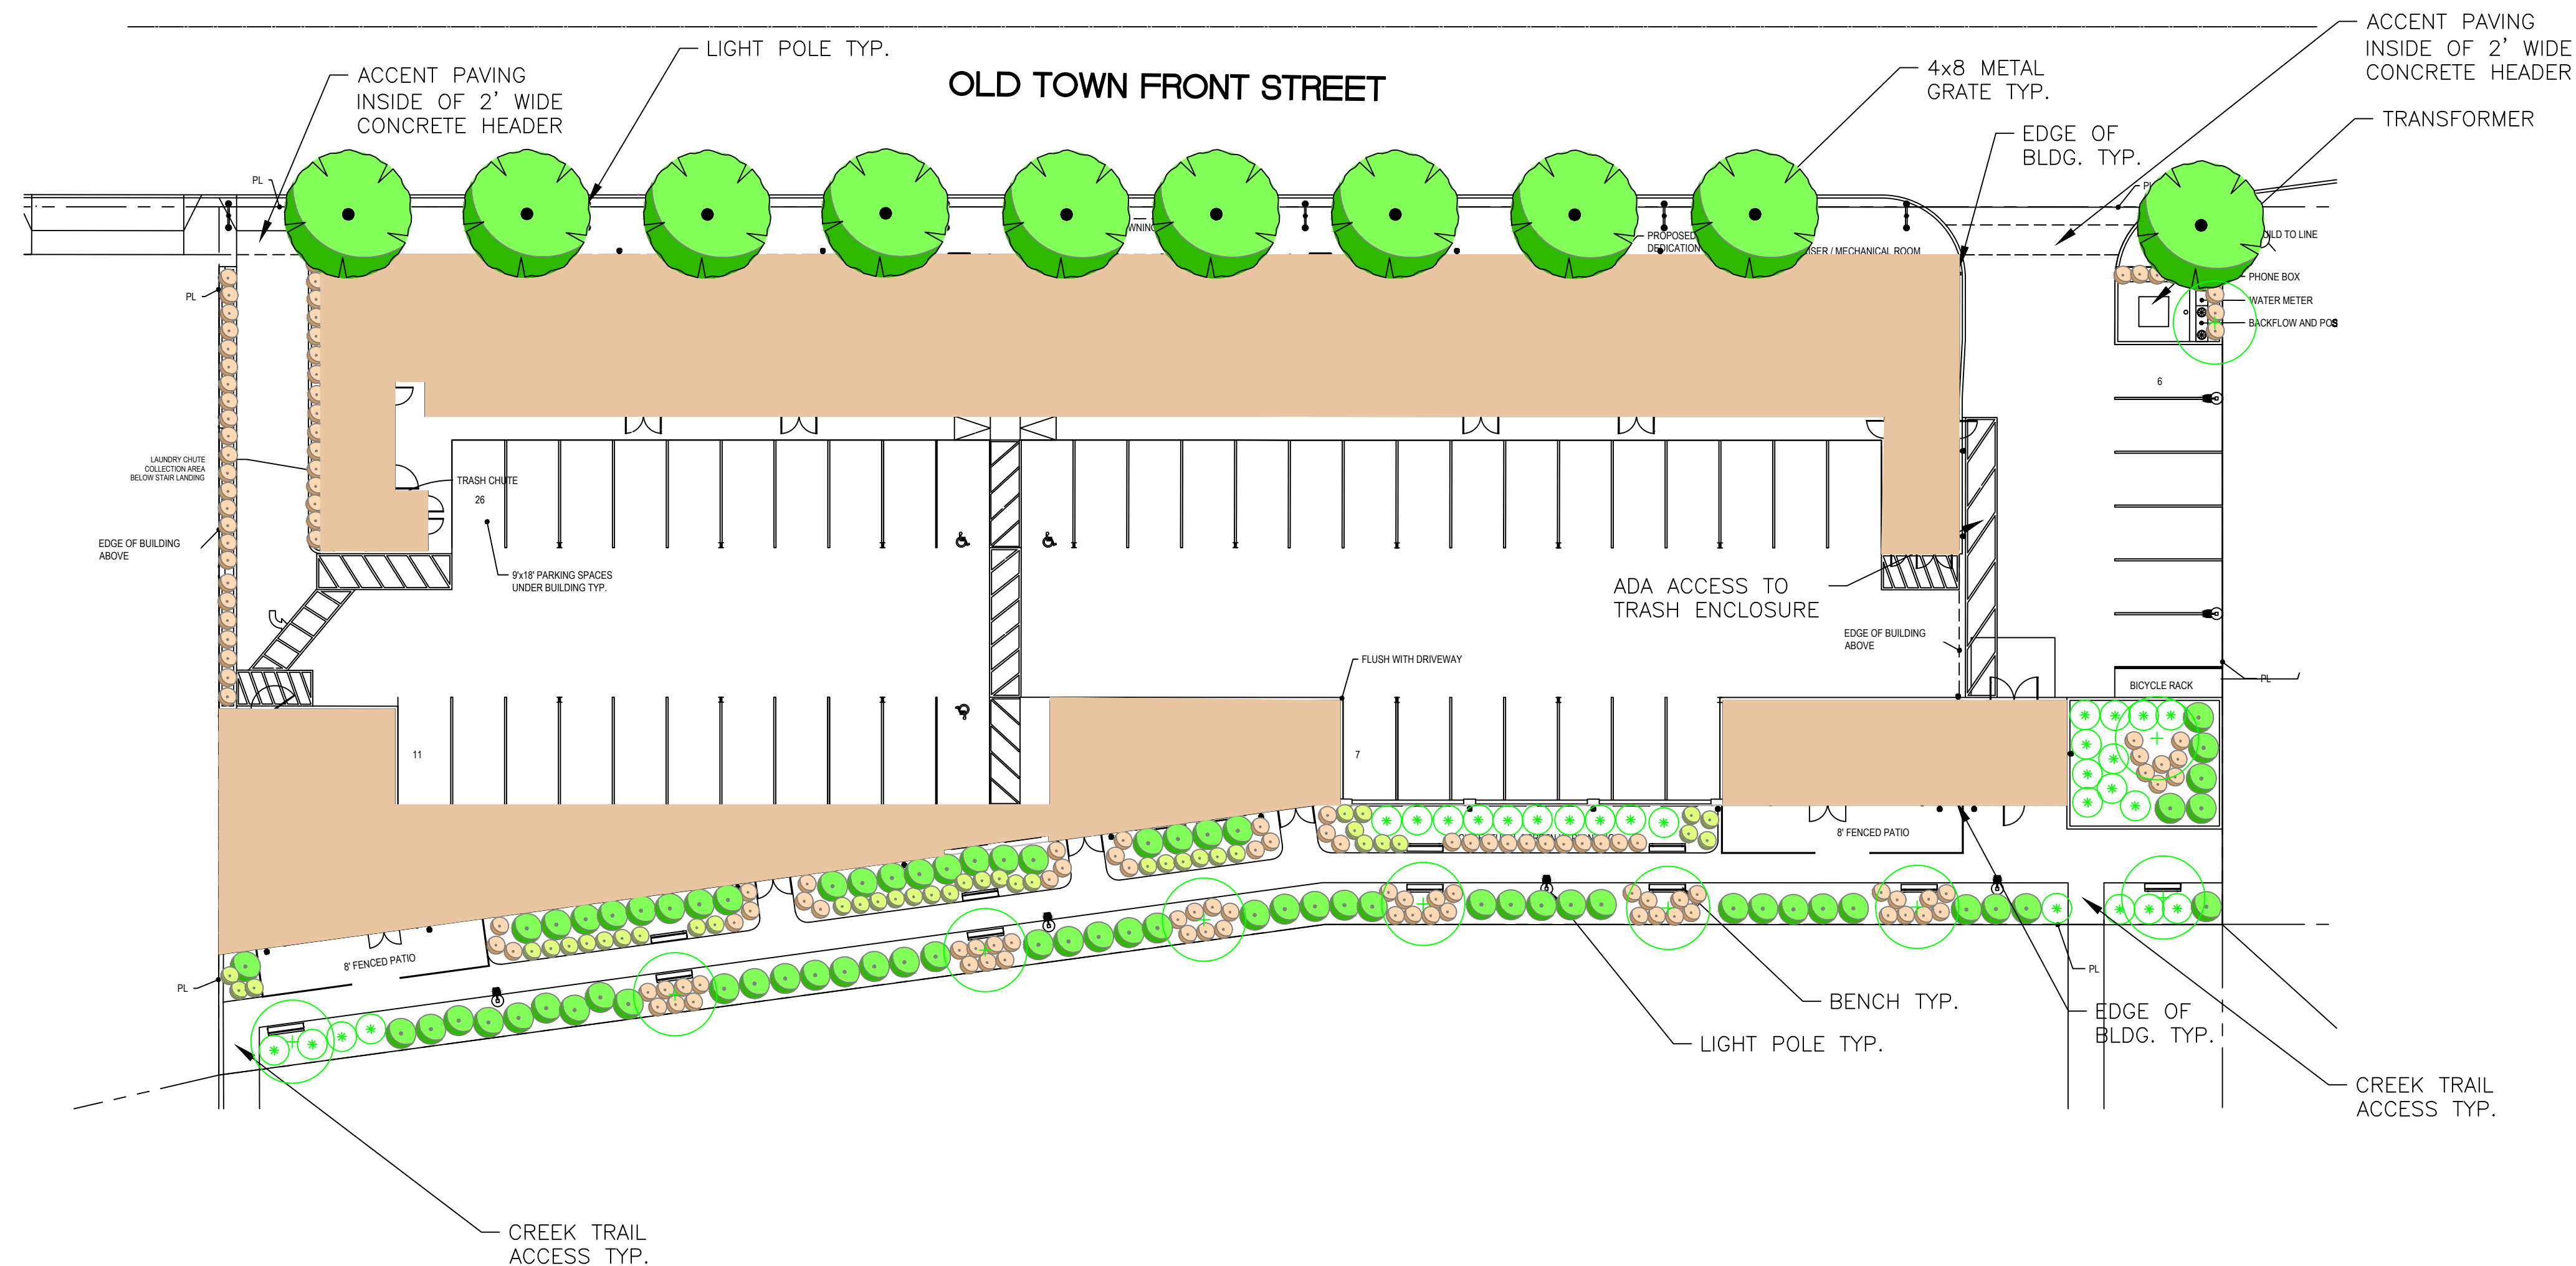 ACCENT PAVING
INSIDE OF 2' WIDE
CONCRETE HEADER
LIGHT POLE TYP.
OLD TOWN FRONT STREET
4x8 METAL
GRATE TYP.
EDGE OF
BLDG. TYP.
ACCENT PAVING
INSIDE OF 2' WIDE
CONCRETE HEADER
TRANSFORMER
PL
PL
PROPOSED
DEDICATION
MECHANICAL ROOM
TO LINE
PHONE BOX
WATER METER
BACKFLOW AND
PL
6
LAUNDRY CHUTE
COLLECTION AREA
BELOW STAIR LANDING
TRASH CHUTE
26
EDGE OF BUILDING
ABOVE
9'x18' PARKING SPACES
UNDER BUILDING TYP.
ADA ACCESS TO
TRASH ENCLOSURE
EDGE OF BUILDING
ABOVE
FLUSH WITH DRIVEWAY
BICYCLE RACK
PL
11
7
8' FENCED PATIO
8' FENCED PATIO
PL
PL
BENCH TYP.
LIGHT POLE TYP.
EDGE OF
BLDG. TYP.
CREEK TRAIL
ACCESS TYP.
CREEK TRAIL
ACCESS TYP.